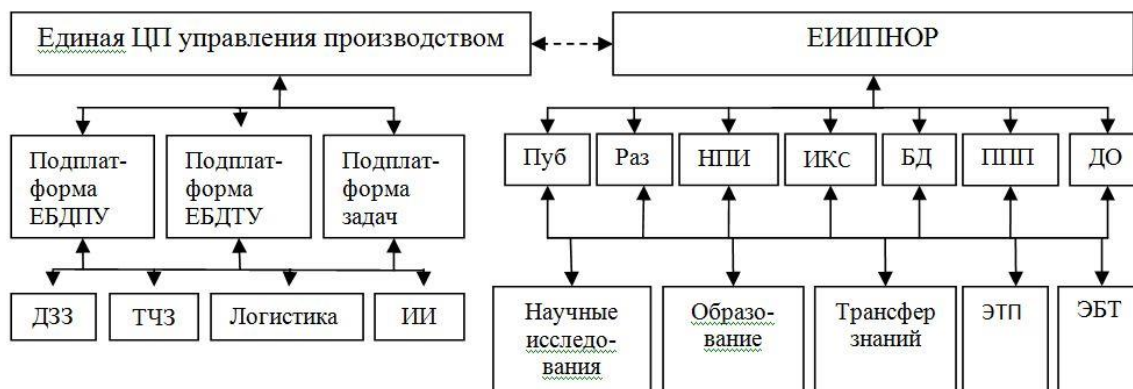 Единая ЦП управления производством
ЕИИПНОР
Подплат-
форма
ЕБДПУ
Подплат-
форма
ЕБДТУ
Подплат-
форма
задач
Пуб
Раз
НПИ
ИКС
БД
ППП
ДО
ДЗЗ
ТЧЗ
Логистика
ИИ
Научные
исследо-
вания
Образо-
вание
Трансфер
знаний
ЭТП
ЭБТ